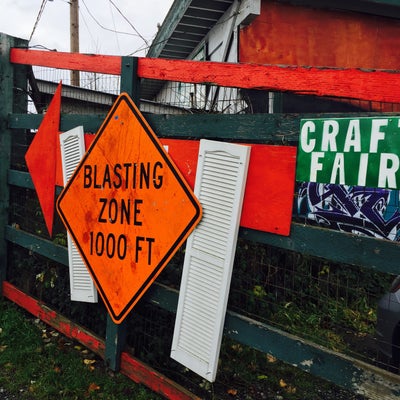 BLASTING
ZONE
1000 FT
CRAFT
FAIR